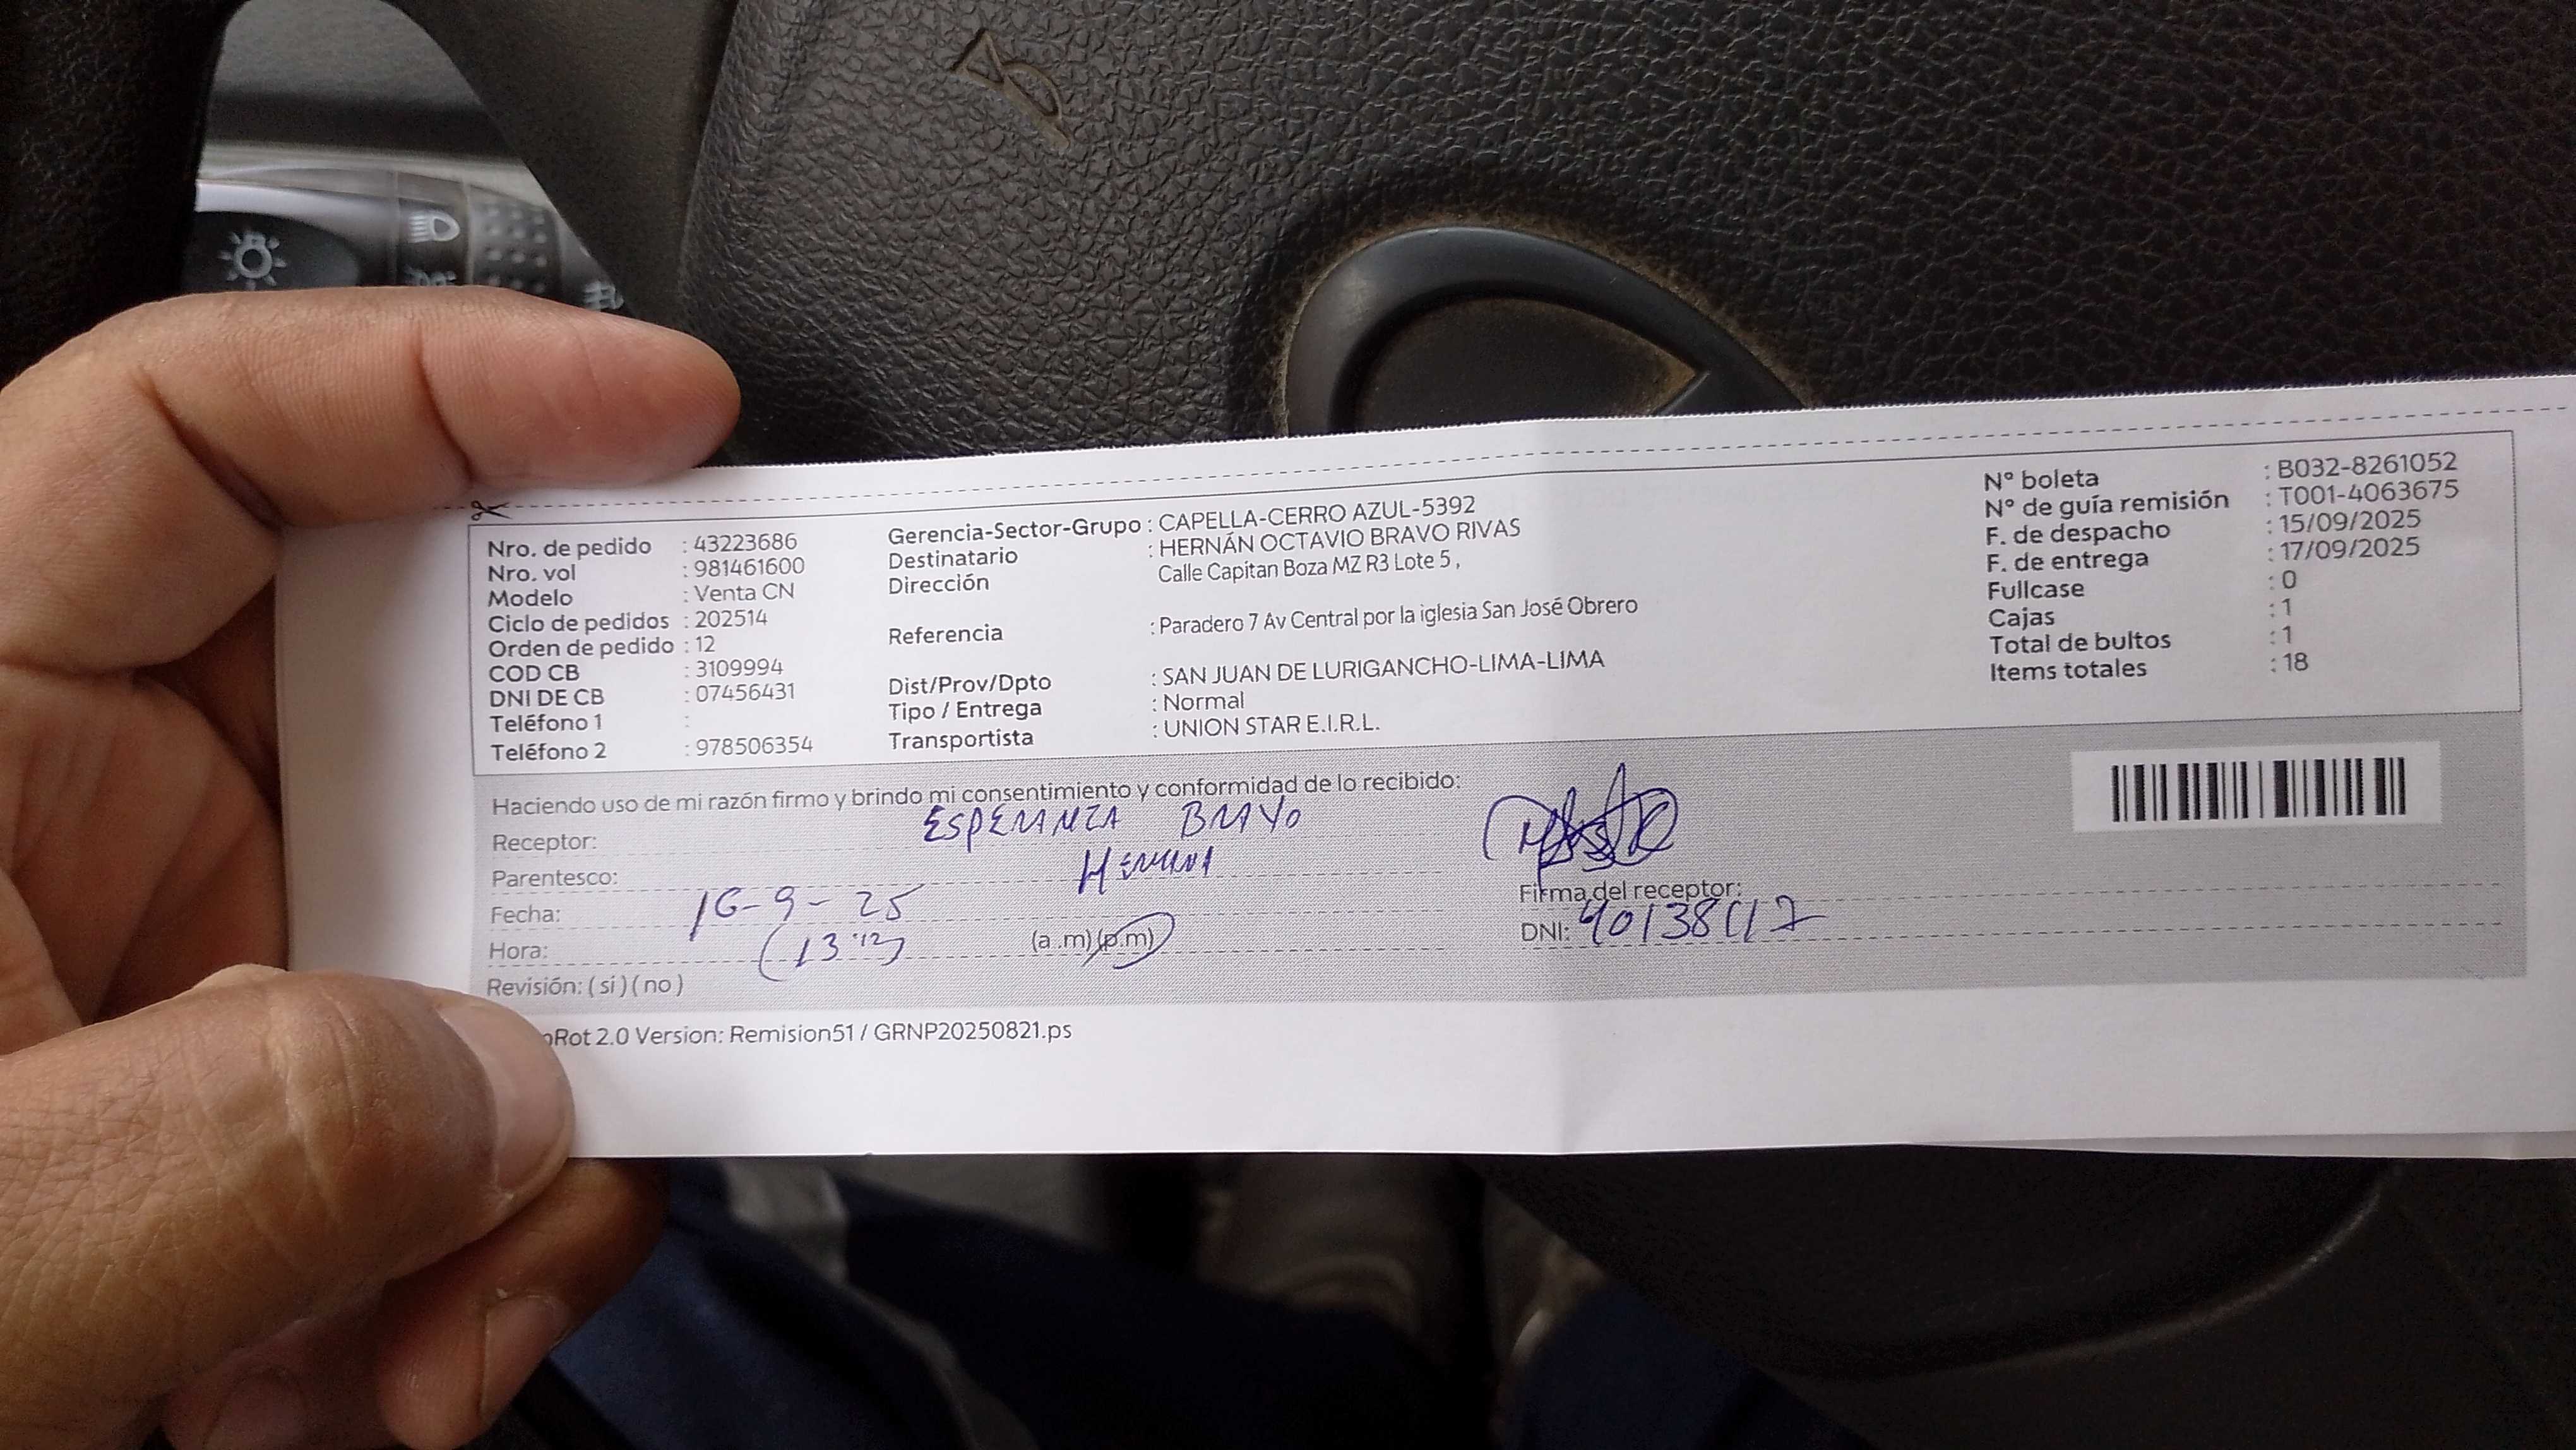 Nro. de pedido : 43223686
Nro. vol : 981461600
Modelo : Venta CN
Ciclo de pedidos : 202514
Orden de pedido : 12
COD CB : 3109994
DNI DE CB : 07456431
Teléfono 1 :
Teléfono 2 : 978506354
Gerencia-Sector-Grupo : CAPELLA-CERRO AZUL-5392
Destinatario : HERNÁN OCTAVIO BRAVO RIVAS
Dirección Calle Capitan Boza MZ R3 Lote 5 ,
Referencia : Paradero 7 Av Central por la iglesia San José Obrero
Dist/Prov/Dpto : SAN JUAN DE LURIGANCHO-LIMA-LIMA
Tipo / Entrega : Normal
Transportista : UNION STAR E.I.R.L.
N° boleta : B032-8261052
N° de guía remisión : T001-4063675
F. de despacho : 15/09/2025
F. de entrega : 17/09/2025
Fullcase : 0
Cajas : 1
Total de bultos : 1
Items totales : 18
Haciendo uso de mi razón firmo y brindo mi consentimiento y conformidad de lo recibido:
Receptor: ESPERANZA BRAVO
Parentesco:
Fecha: 16-9-25
Hora: (13:12) (a.m)(p.m)
Revisión: ( si ) ( no )
Firma del receptor:
DNI:
Rot 2.0 Version: Remision51 / GRNP20250821.ps